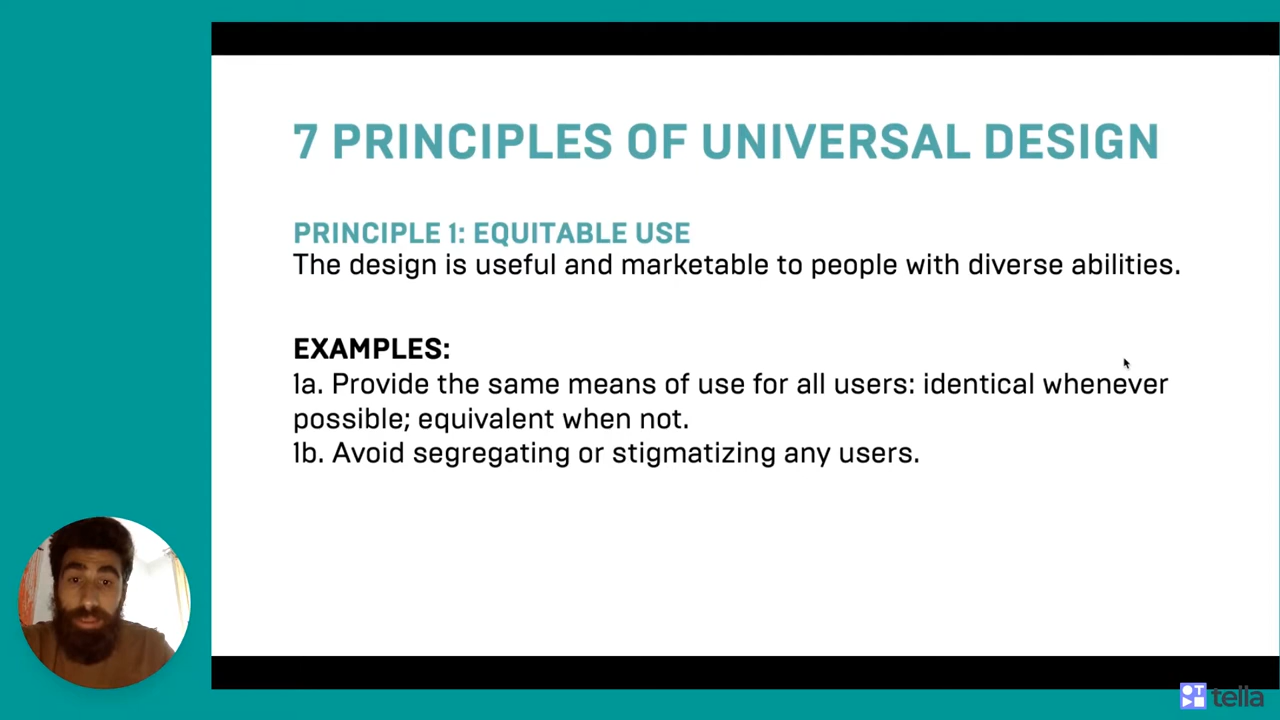 7 PRINCIPLES OF UNIVERSAL DESIGN
PRINCIPLE 1: EQUITABLE USE
The design is useful and marketable to people with diverse abilities.
EXAMPLES:
1a. Provide the same means of use for all users: identical whenever
possible; equivalent when not.
1b. Avoid segregating or stigmatizing any users.
tella